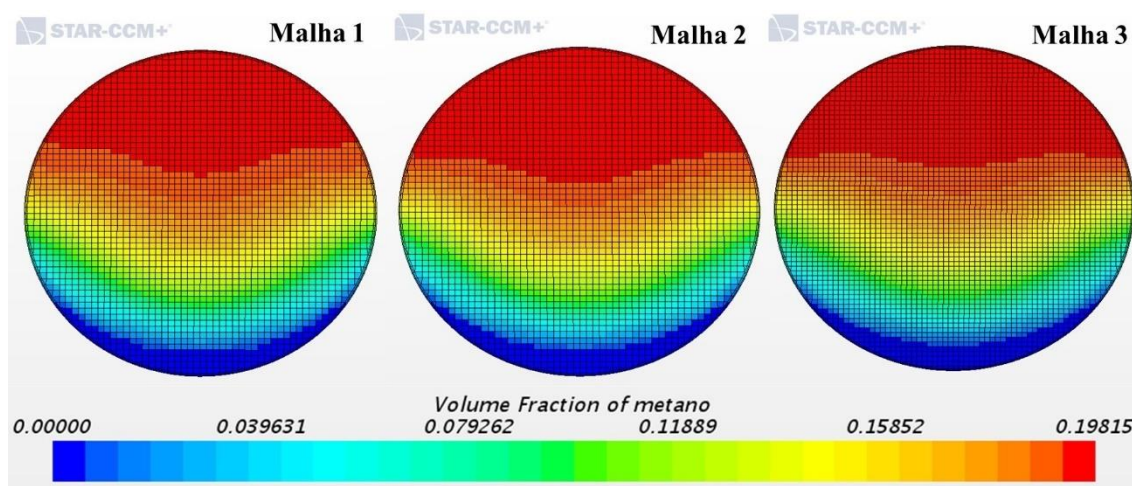 STAR-CCM+ Malha 1
STAR-CCM+ Malha 2
STAR-CCM+ Malha 3
Volume Fraction of metano
0.00000 0.039631 0.079262 0.11889 0.15852 0.19815